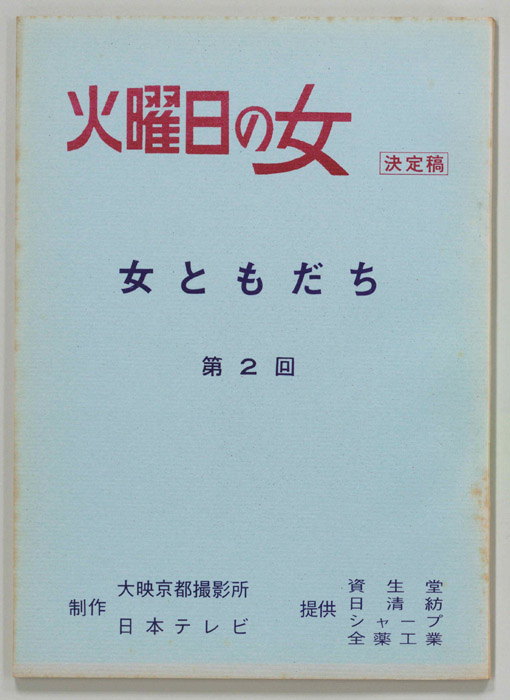 火曜日の女
決定稿
女ともだち
第2回
制作
大映京都撮影所
日本テレビ
提供
資生堂
日清紡
シャープ
全薬工業